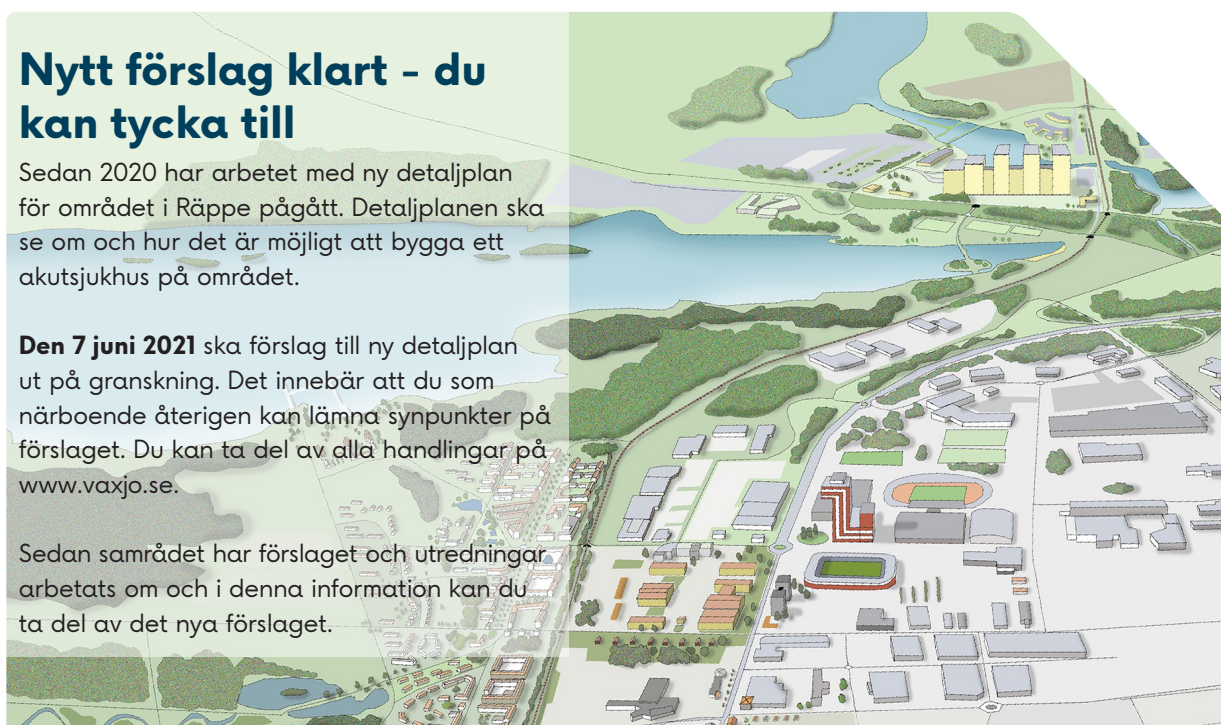 Nytt förslag klart - du
kan tycka till
Sedan 2020 har arbetet med ny detaljplan
för området i Räppe pågått. Detaljplanen ska
se om och hur det är möjligt att bygga ett
akutsjukhus på området.
Den 7 juni 2021 ska förslag till ny detaljplan
ut på granskning. Det innebär att du som
närboende återigen kan lämna synpunkter på
förslaget. Du kan ta del av alla handlingar på
www.vaxjo.se.
Sedan samrådet har förslaget och utredningar
arbetats om och i denna information kan du
ta del av det nya förslaget.